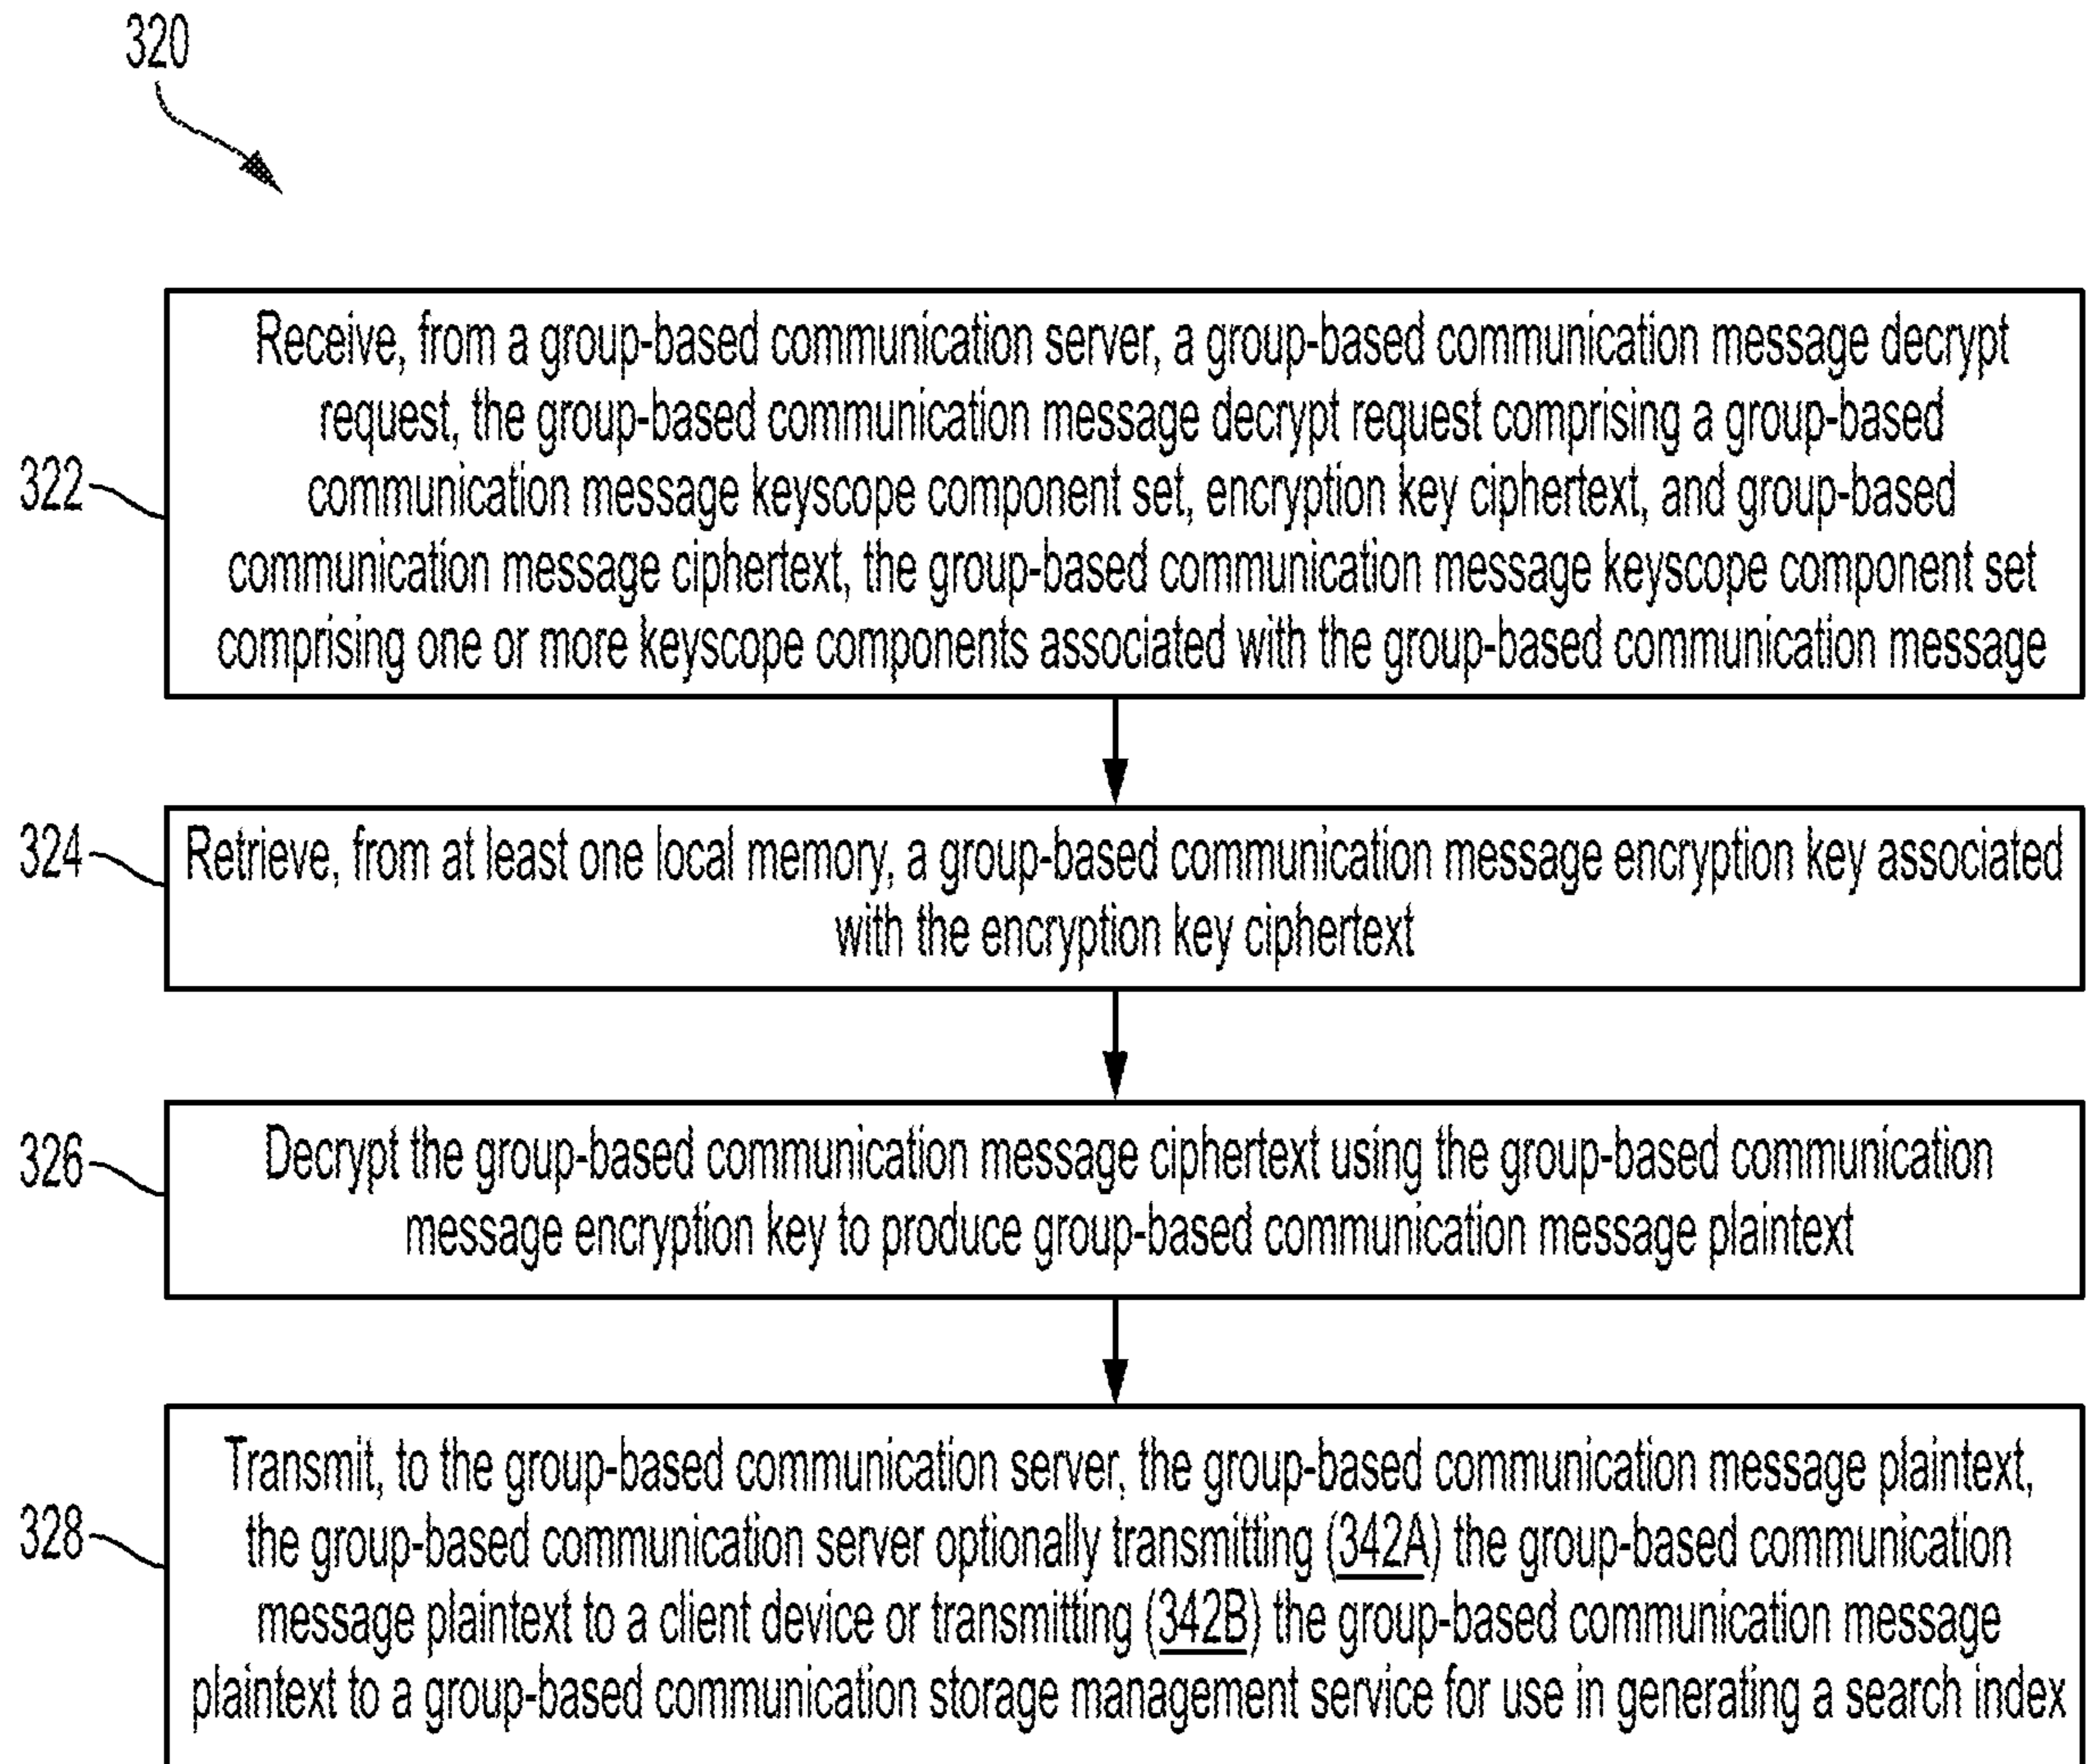 320
322
Receive, from a group-based communication server, a group-based communication message decrypt
request, the group-based communication message decrypt request comprising a group-based
communication message keyscope component set, encryption key ciphertext, and group-based
communication message ciphertext, the group-based communication message keyscope component set
comprising one or more keyscope components associated with the group-based communication message
324
Retrieve, from at least one local memory, a group-based communication message encryption key associated
with the encryption key ciphertext
326
Decrypt the group-based communication message ciphertext using the group-based communication
message encryption key to produce group-based communication message plaintext
328
Transmit, to the group-based communication server, the group-based communication message plaintext,
the group-based communication server optionally transmitting (342A) the group-based communication
message plaintext to a client device or transmitting (342B) the group-based communication message
plaintext to a group-based communication storage management service for use in generating a search index